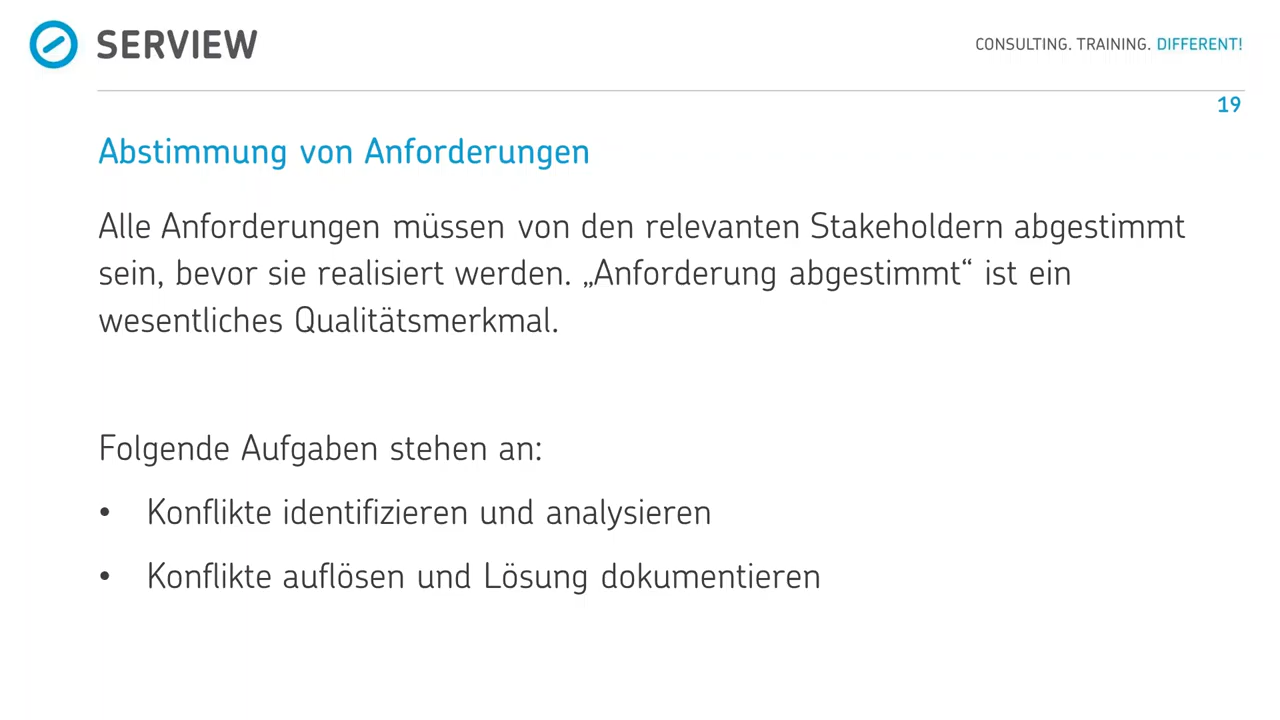 SERVIEW
CONSULTING. TRAINING. DIFFERENT!
19
Abstimmung von Anforderungen
Alle Anforderungen müssen von den relevanten Stakeholdern abgestimmt
sein, bevor sie realisiert werden. „Anforderung abgestimmt“ ist ein
wesentliches Qualitätsmerkmal.
Folgende Aufgaben stehen an:
• Konflikte identifizieren und analysieren
• Konflikte auflösen und Lösung dokumentieren